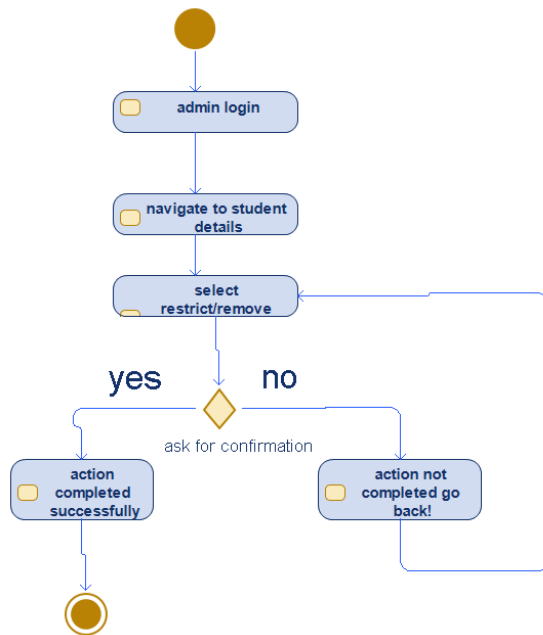 admin login
navigate to student
details
select
restrict/remove
yes
no
ask for confirmation
action
completed
successfully
action not
completed go
back!